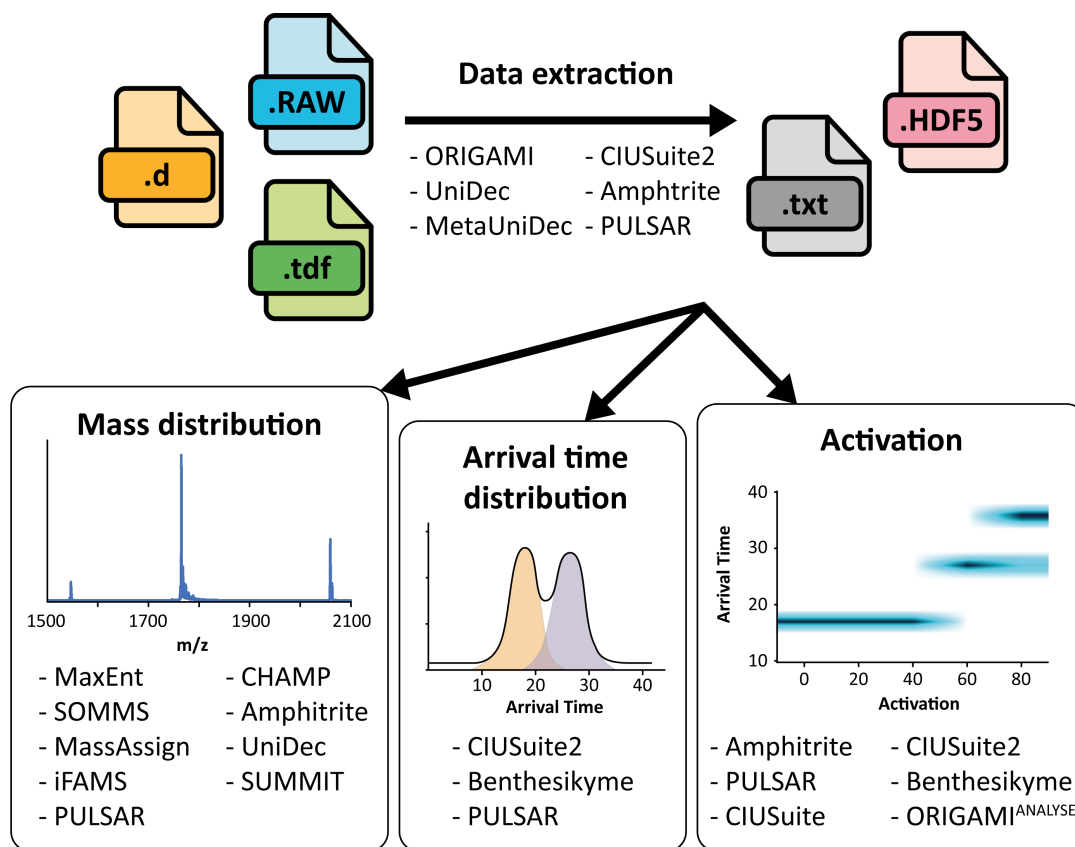 .d
.RAW
.tdf
Data extraction
- ORIGAMI
- UniDec
- MetaUniDec
- CIUSuite2
- Amphtrite
- PULSAR
.txt
.HDF5
Mass distribution
1500
1700
1900
2100
m/z
- MaxEnt
- SOMMS
- MassAssign
- iFAMS
- PULSAR
- CHAMP
- Amphitrite
- UniDec
- SUMMIT
Arrival time
distribution
10
20
30
40
Arrival Time
- CIUSuite2
- Benthesikyme
- PULSAR
Activation
Arrival Time
40
30
20
10
0
20
40
60
80
Activation
- Amphitrite
- PULSAR
- CIUSuite
- CIUSuite2
- Benthesikyme
- ORIGAMIANALYSE